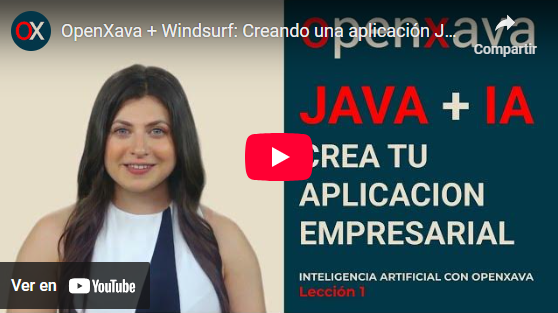 OX
OpenXava + Windsurf: Creando una aplicación J...
openxava
Compartir
JAVA + IA
CREA TU
APLICACION
EMPRESARIAL
INTELIGENCIA ARTIFICIAL CON OPENXAVA
Lección 1
Ver en YouTube